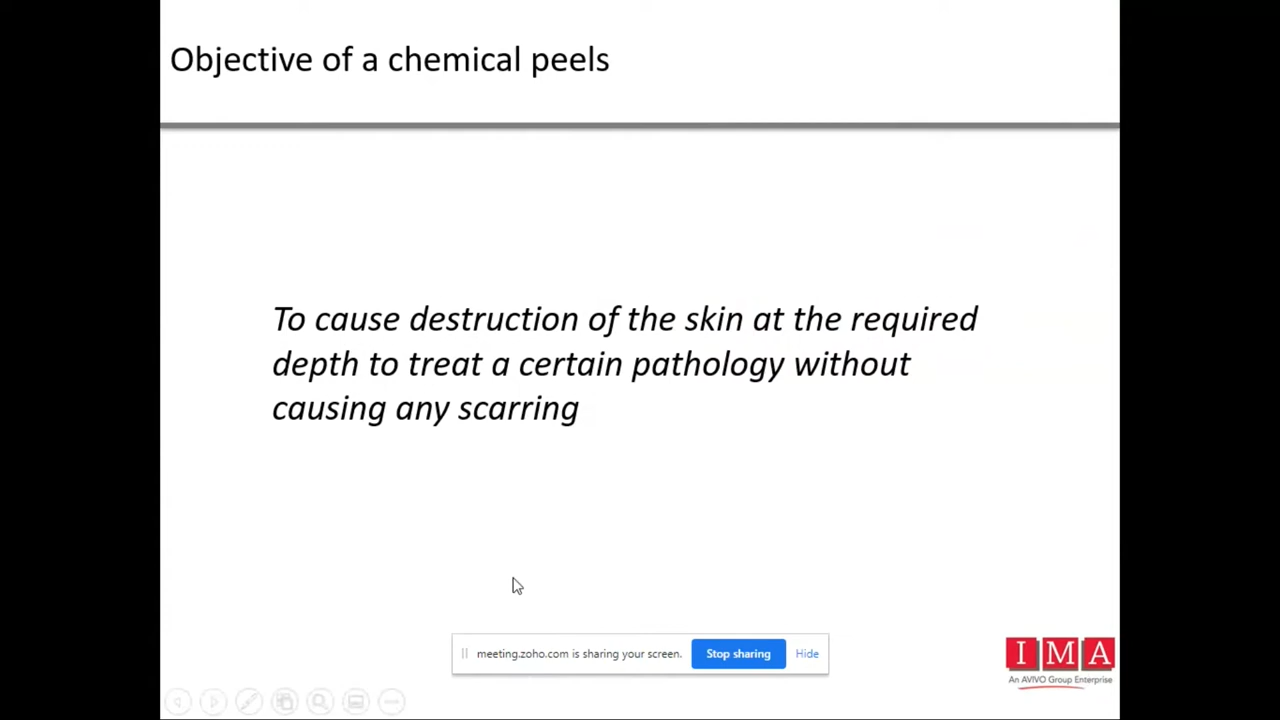 Objective of a chemical peels
To cause destruction of the skin at the required
depth to treat a certain pathology without
causing any scarring
meeting.zoho.com is sharing your screen.
Stop sharing
Hide
IMA
An AVIVO Group Enterprise